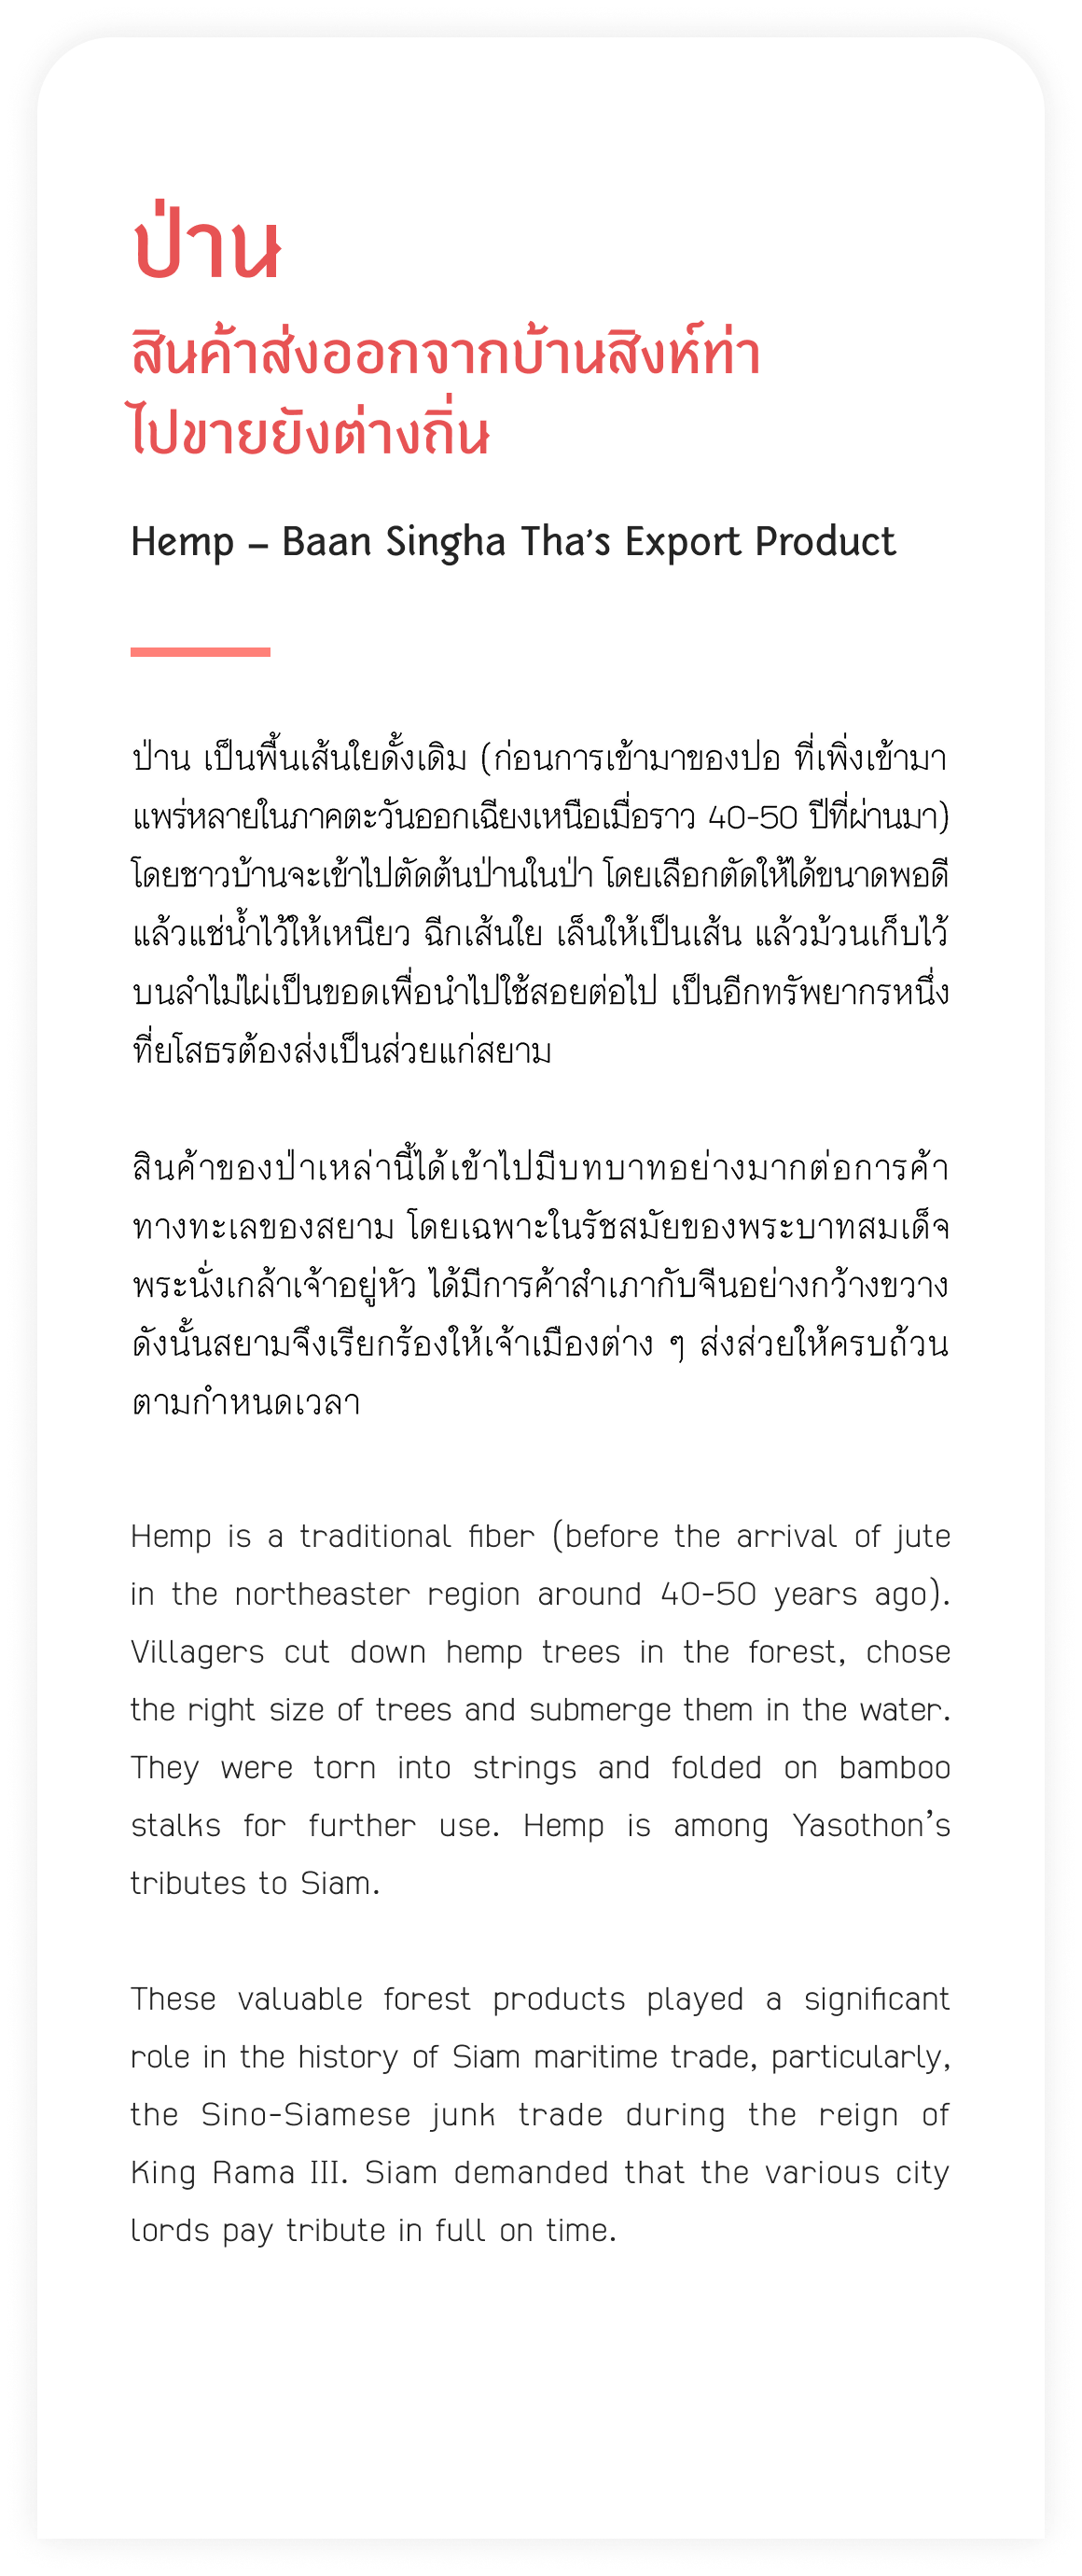 ป่าน
สินค้าส่งออกจากบ้านสิงห์ท่า
ไปขายยังต่างถิ่น
Hemp – Baan Singha Tha's Export Product
ป่าน เป็นพื้นเส้นใยดั้งเดิม (ก่อนการเข้ามาของปอ ที่เพิ่งเข้ามา
แพร่หลายในภาคตะวันออกเฉียงเหนือเมื่อราว 40-50 ปีที่ผ่านมา)
โดยชาวบ้านจะเข้าไปตัดต้นป่านในป่า โดยเลือกตัดให้ได้ขนาดพอดี
แล้วแช่น้ำไว้ให้เหนียว ฉีกเส้นใย เล็นให้เป็นเส้น แล้วม้วนเก็บไว้
บนลำไม้ไผ่เป็นขอดเพื่อนำไปใช้สอยต่อไป เป็นอีกทรัพยากรหนึ่ง
ที่ยโสธรต้องส่งเป็นส่วยแก่สยาม
สินค้าของป่าเหล่านี้ได้เข้าไปมีบทบาทอย่างมากต่อการค้า
ทางทะเลของสยาม โดยเฉพาะในรัชสมัยของพระบาทสมเด็จ
พระนั่งเกล้าเจ้าอยู่หัว ได้มีการค้าสำเภากับจีนอย่างกว้างขวาง
ดังนั้นสยามจึงเรียกร้องให้เจ้าเมืองต่าง ๆ ส่งส่วยให้ครบถ้วน
ตามกำหนดเวลา
Hemp is a traditional fiber (before the arrival of jute
in the northeaster region around 40-50 years ago).
Villagers cut down hemp trees in the forest, chose
the right size of trees and submerge them in the water.
They were torn into strings and folded on bamboo
stalks for further use. Hemp is among Yasothon's
tributes to Siam.
These valuable forest products played a significant
role in the history of Siam maritime trade, particularly,
the Sino-Siamese junk trade during the reign of
King Rama III. Siam demanded that the various city
lords pay tribute in full on time.